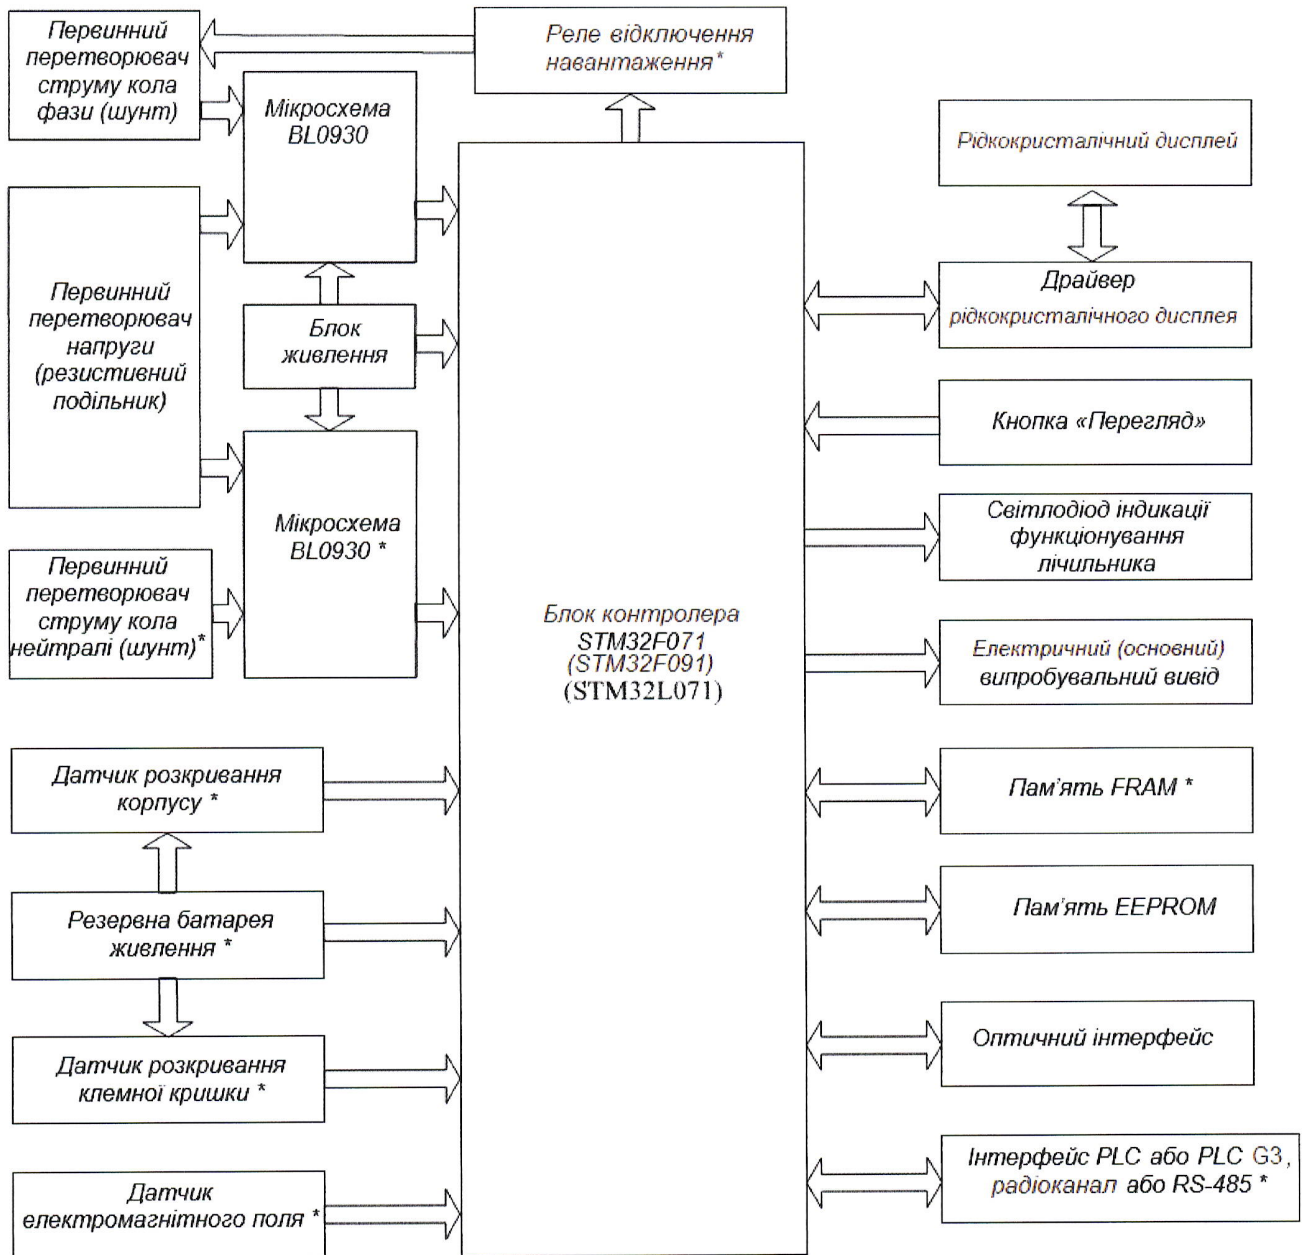 Первинний
перетворювач
струму кола
фази (шунт)
Реле відключення
навантаження *
Мікросхема
BL0930
Рідкокристалічний дисплей
Первинний
перетворювач
напруги
(резистивний
подільник)
Блок
живлення
Драйвер
рідкокристалічного дисплея
Кнопка «Перегляд»
Мікросхема
BL0930 *
Світлодіод індикації
функціонування
лічильника
Первинний
перетворювач
струму кола
нейтралі (шунт) *
Блок контролера
STM32F071
(STM32F091)
(STM32L071)
Електричний (основний)
випробувальний вивід
Датчик розкривання
корпусу *
Пам'ять FRAM *
Резервна батарея
живлення *
Пам'ять EEPROM
Датчик розкривання
клемної кришки *
Оптичний інтерфейс
Датчик
електромагнітного поля *
Інтерфейс PLC або PLC G3,
радіоканал або RS-485 *